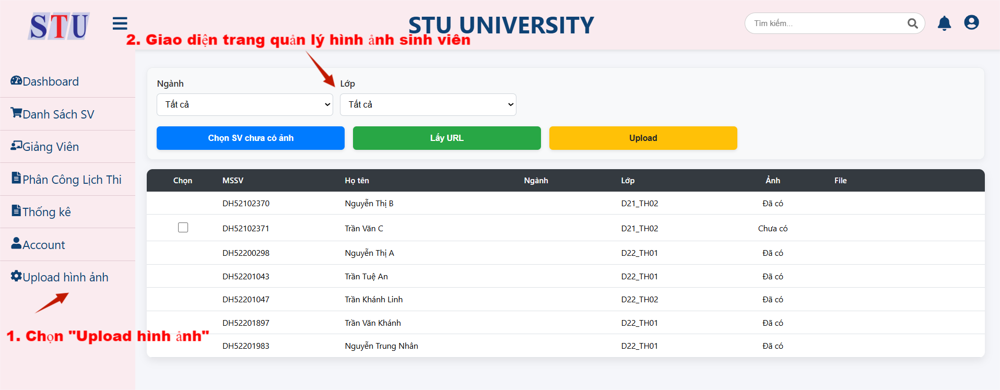 STU
STU UNIVERSITY
Tìm kiếm...
2. Giao diện trang quản lý hình ảnh sinh viên
Dashboard
Danh Sách SV
Giảng Viên
Phân Công Lịch Thi
Thống kê
Account
Upload hình ảnh
1. Chọn "Upload hình ảnh"
Ngành
Lớp
Tất cả
Tất cả
Chọn SV chưa có ảnh
Lấy URL
Upload
Chọn MSSV Họ tên Ngành Lớp Ảnh File
DH52102370 Nguyễn Thị B D21_TH02 Đã có
DH52102371 Trần Văn C D21_TH02 Chưa có
DH52200298 Nguyễn Thị A D22_TH01 Đã có
DH52201043 Trần Tuệ An D22_TH01 Đã có
DH52201047 Trần Khánh Linh D22_TH02 Đã có
DH52201897 Trần Văn Khánh D22_TH01 Đã có
DH52201983 Nguyễn Trung Nhân D22_TH01 Đã có